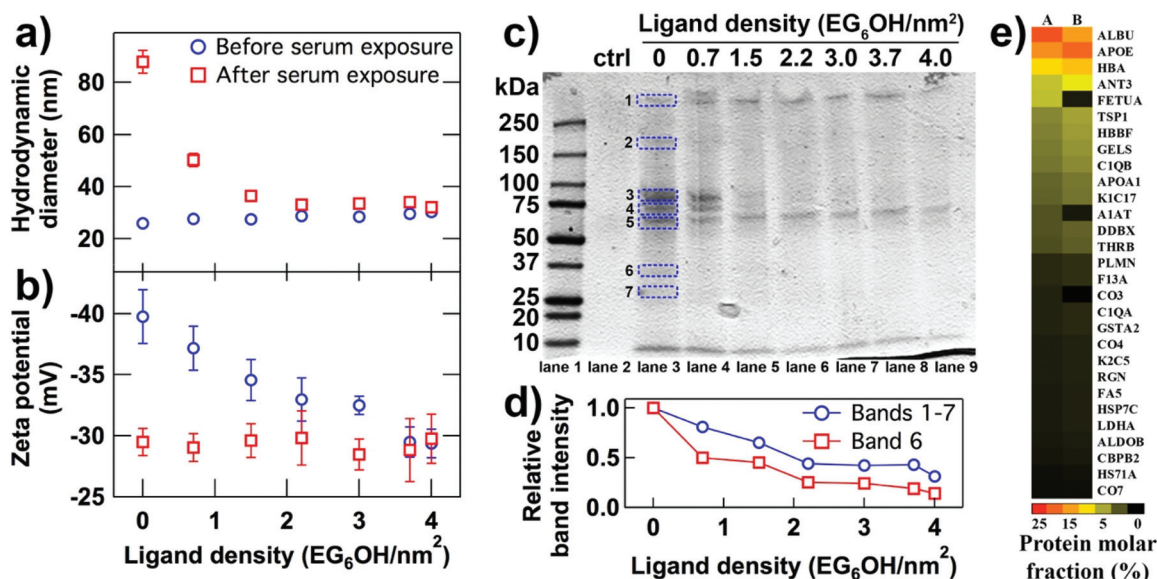 a)
Before serum exposure
After serum exposure
Hydrodynamic
diameter (nm)
80
60
40
20
b)
Zeta potential
(mV)
-40
-35
-30
-25
0 1 2 3 4
Ligand density (EG6OH/nm2)
c)
Ligand density (EG6OH/nm2)
ctrl 0 0.7 1.5 2.2 3.0 3.7 4.0
kDa
250
150
100
75
50
37
25
20
10
1
2
3
4
5
6
7
lane 1 lane 2 lane 3 lane 4 lane 5 lane 6 lane 7 lane 8 lane 9
d)
Bands 1-7
Band 6
Relative
band intensity
1.0
0.5
0.0
0 1 2 3 4
Ligand density (EG6OH/nm2)
e)
A B
ALBU
APOE
HBA
ANT3
FETUA
TSP1
HBBF
GELS
C1QB
APOA1
K1C17
A1AT
DDBX
THRB
PLMN
F13A
CO3
C1QA
GSTA2
CO4
K2C5
RGN
FA5
HSP7C
LDHA
ALDOB
CBPB2
HS71A
CO7
25 15 5 0
Protein molar
fraction (%)